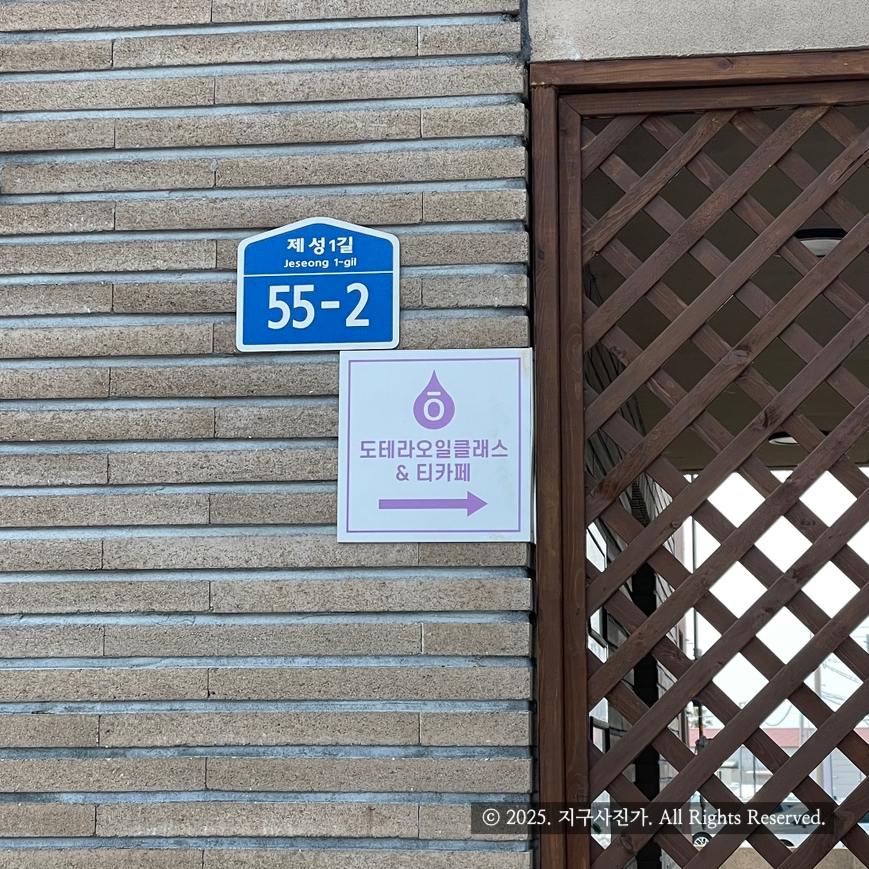 제성1길
Jeseong 1-gil
55-2
ō
도테라오일클래스
& 티카페
© 2025. 지구사진가. All Rights Reserved.